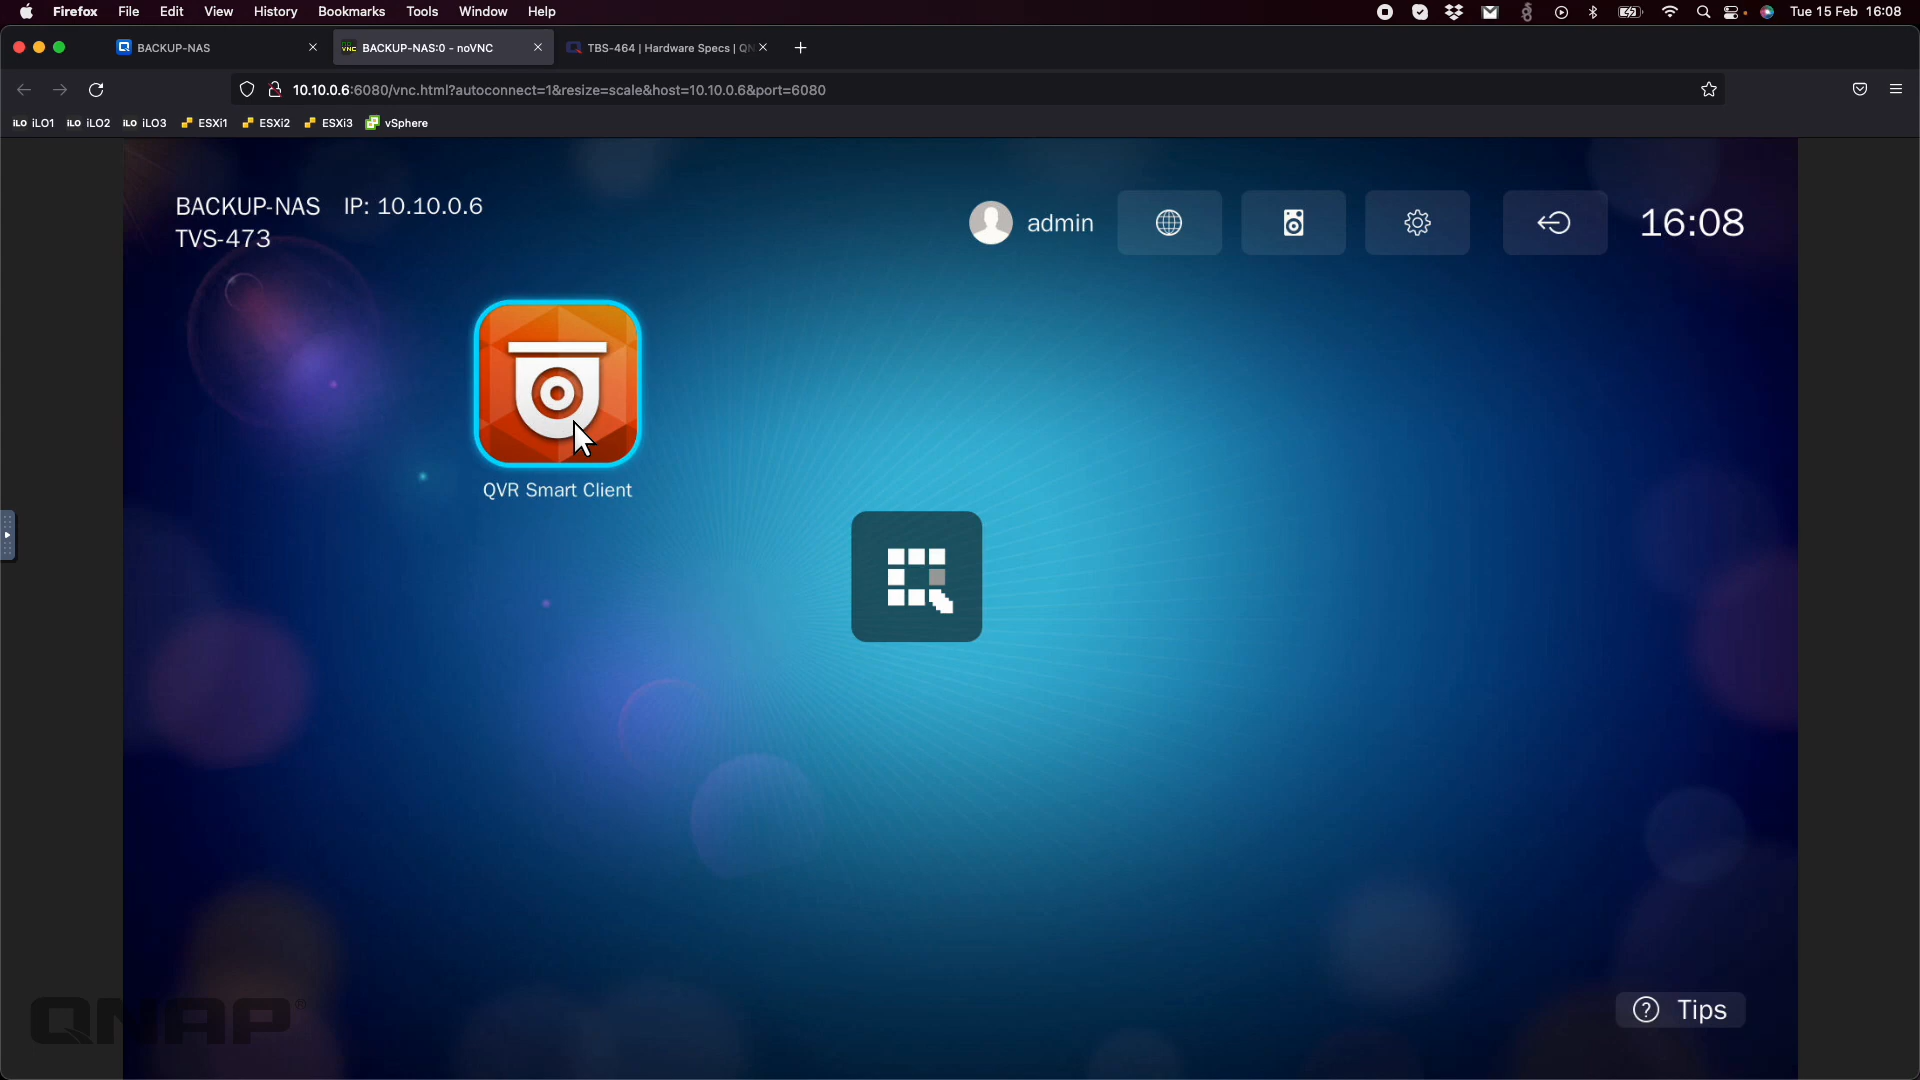 Firefox File Edit View History Bookmarks Tools Window Help Tue 15 Feb 16:08
BACKUP-NAS BACKUP-NAS:0 - noVNC TBS-464 | Hardware Specs | QN
10.10.0.6:6080/vnc.html?autoconnect=1&resize=scale&host=10.10.0.6&port=6080
iLO iLO1 iLO iLO2 iLO iLO3 ESXi1 ESXi2 ESXi3 vSphere
BACKUP-NAS IP: 10.10.0.6
TVS-473
admin
16:08
QVR Smart Client
? Tips
QNAP